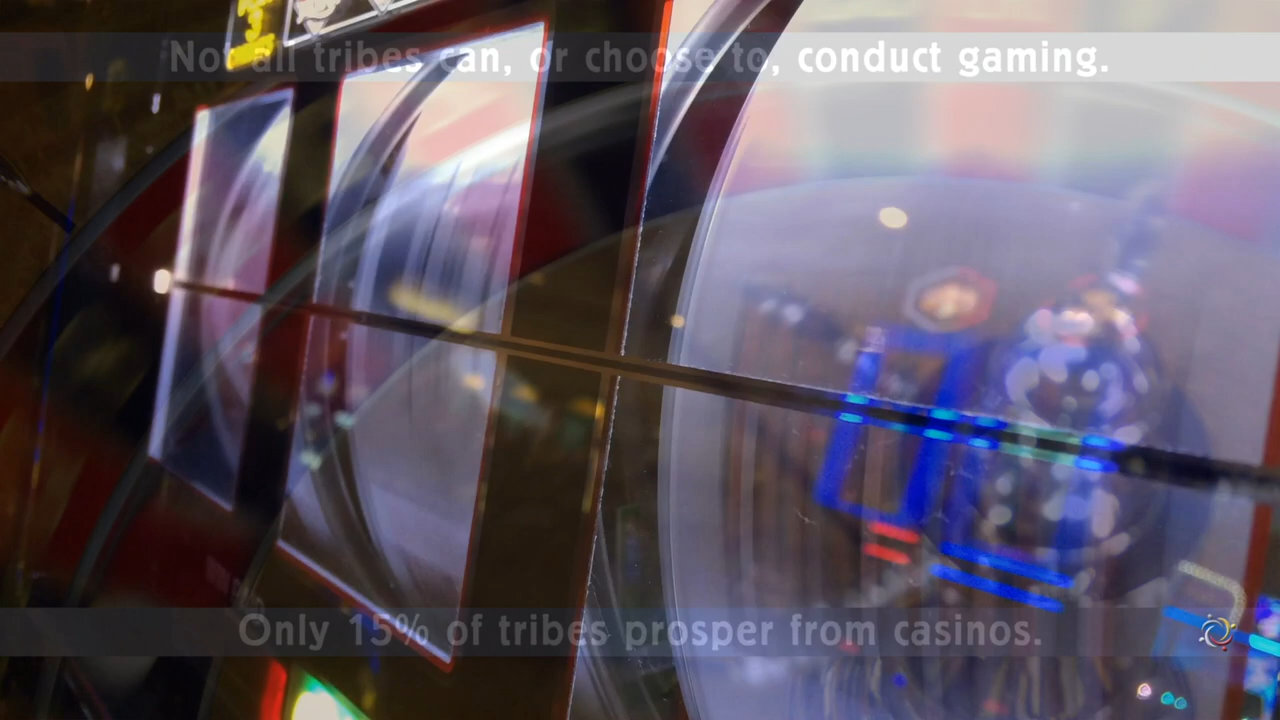 Not all tribes can, or choose to, conduct gaming.
Only 15% of tribes prosper from casinos.